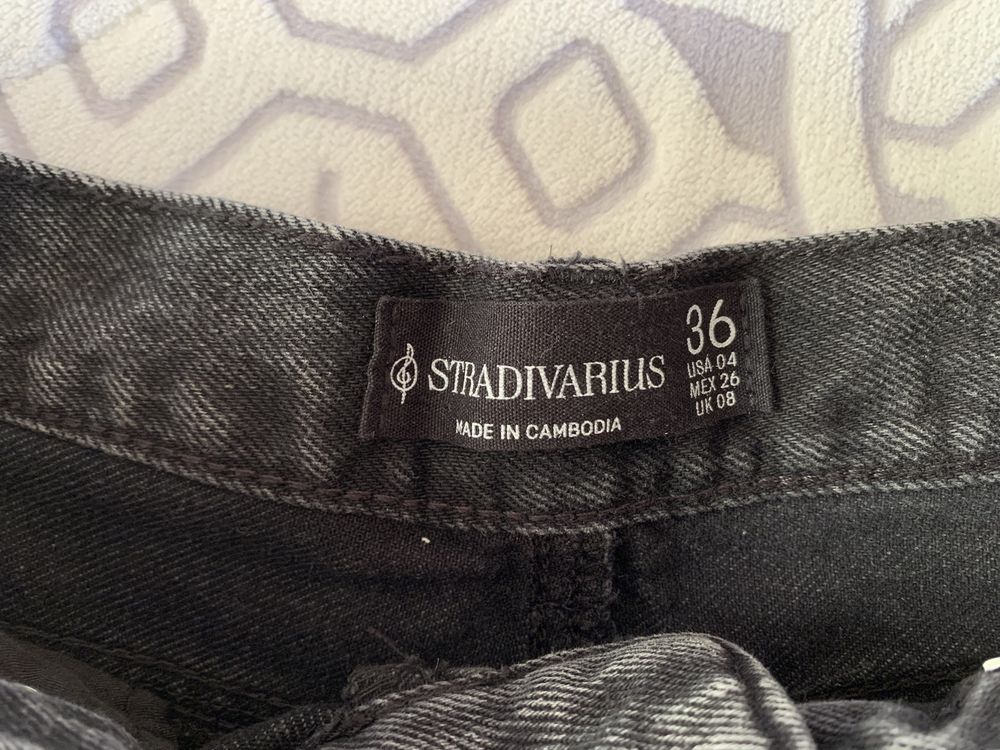 STRADIVARIUS
MADE IN CAMBODIA
36
USA 04
MEX 26
UK 08